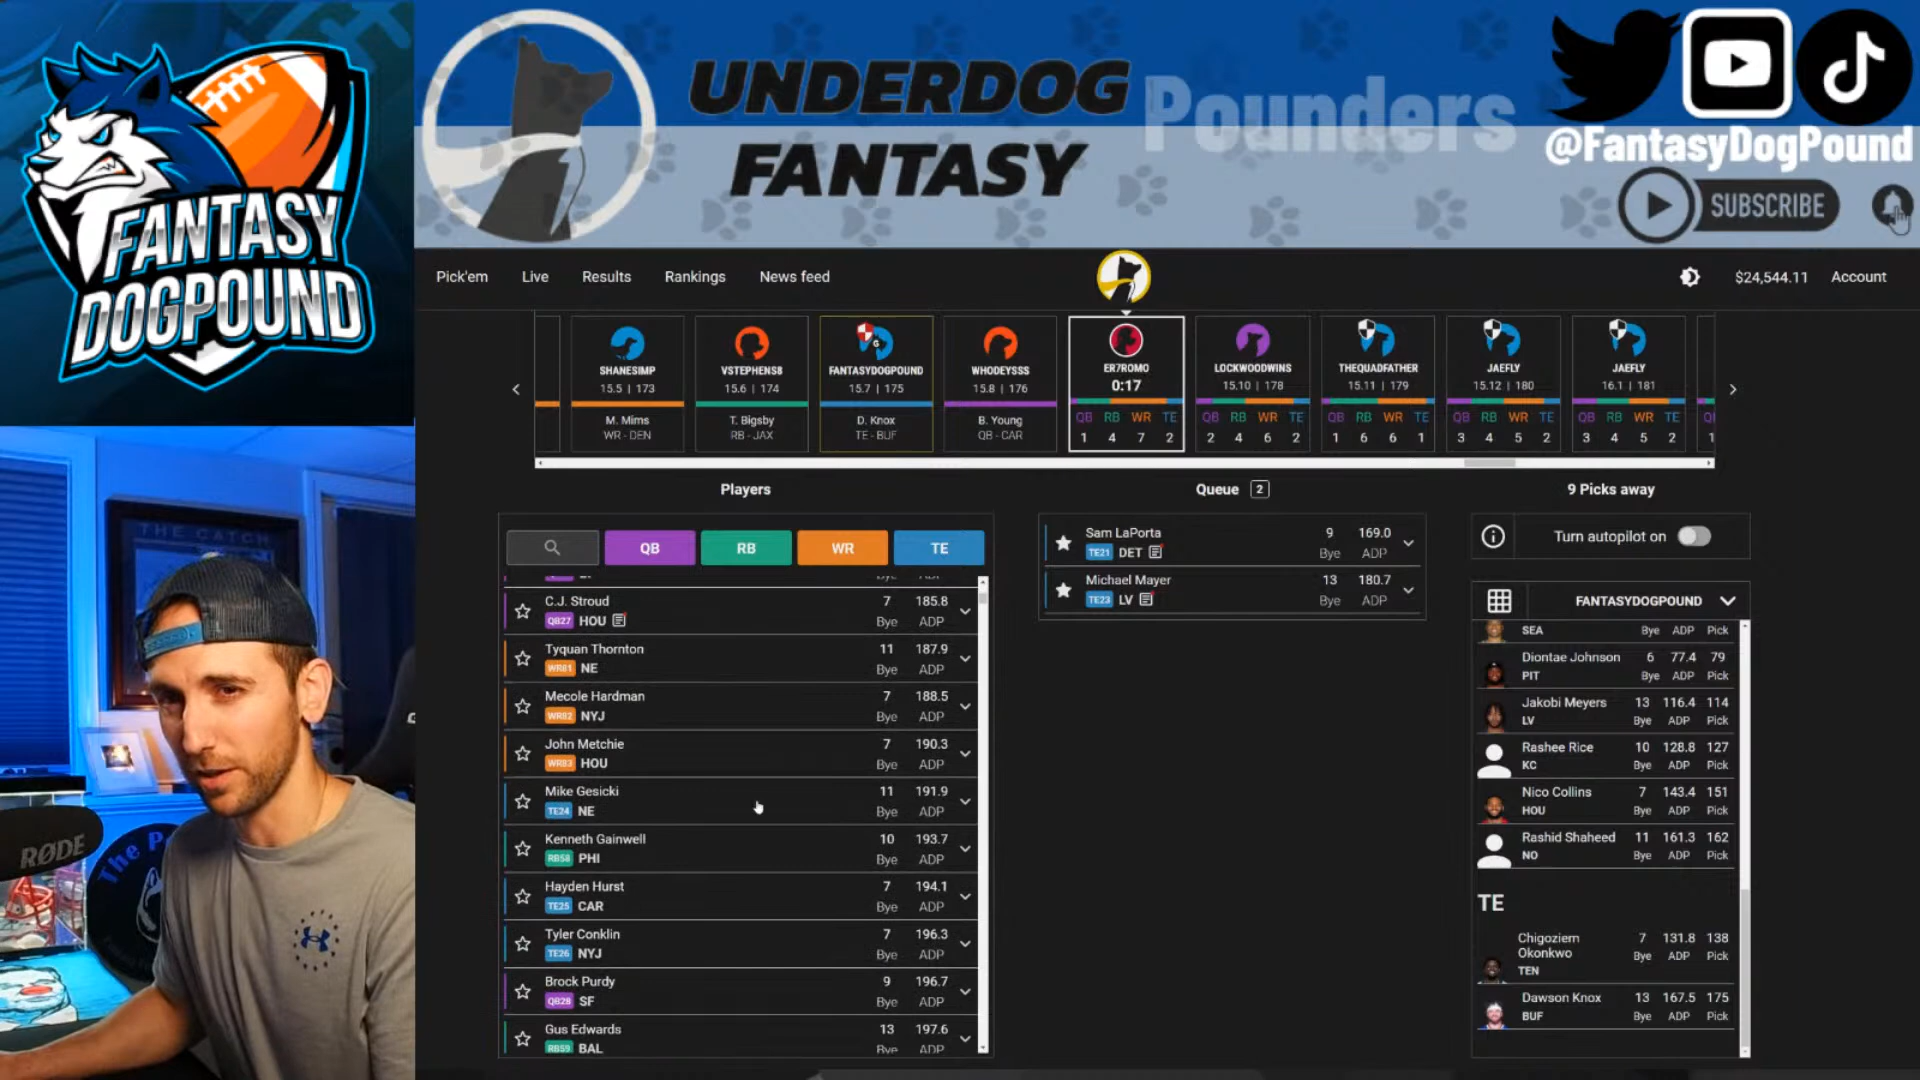 FANTASY
DOGPOUND
UNDERDOG
FANTASY
Pounders
@FantasyDogPound
SUBSCRIBE
Pick'em
Live
Results
Rankings
News feed
$24,544.11
Account
SHANESIMP
15.5 | 173
M. Mims
WR - DEN
VSTEPHENS8
15.6 | 174
T. Bigsby
RB - JAX
FANTASYDOGPOUND
15.7 | 175
D. Knox
TE - BUF
WHODEYSSS
15.8 | 176
B. Young
QB - CAR
ER7ROMO
0:17
QB RB WR TE
1 4 7 2
LOCKWOODWINS
15.10 | 178
QB RB WR TE
2 4 6 2
THEQUADFATHER
15.11 | 179
QB RB WR TE
1 6 6 1
JAEFLY
15.12 | 180
QB RB WR TE
3 4 5 2
JAEFLY
16.1 | 181
QB RB WR TE
3 4 5 2
Players
QB
RB
WR
TE
C.J. Stroud 7 185.8
QB27 HOU Bye ADP
Tyquan Thornton 11 187.9
WR81 NE Bye ADP
Mecole Hardman 7 188.5
WR82 NYJ Bye ADP
John Metchie 7 190.3
WR83 HOU Bye ADP
Mike Gesicki 11 191.9
TE24 NE Bye ADP
Kenneth Gainwell 10 193.7
RB58 PHI Bye ADP
Hayden Hurst 7 194.1
TE25 CAR Bye ADP
Tyler Conklin 7 196.3
TE26 NYJ Bye ADP
Brock Purdy 9 196.7
QB28 SF Bye ADP
Gus Edwards 13 197.6
RB59 BAL Bye ADP
Queue 2
Sam LaPorta 9 169.0
TE21 DET Bye ADP
Michael Mayer 13 180.7
TE23 LV Bye ADP
9 Picks away
Turn autopilot on
FANTASYDOGPOUND
SEA Bye ADP Pick
Diontae Johnson 6 77.4 79
PIT Bye ADP Pick
Jakobi Meyers 13 116.4 114
LV Bye ADP Pick
Rashee Rice 10 128.8 127
KC Bye ADP Pick
Nico Collins 7 143.4 151
HOU Bye ADP Pick
Rashid Shaheed 11 161.3 162
NO Bye ADP Pick
TE
Chigoziem 7 131.8 138
Okonkwo Bye ADP Pick
TEN
Dawson Knox 13 167.5 175
BUF Bye ADP Pick
THE CATCH
RØDE
The P